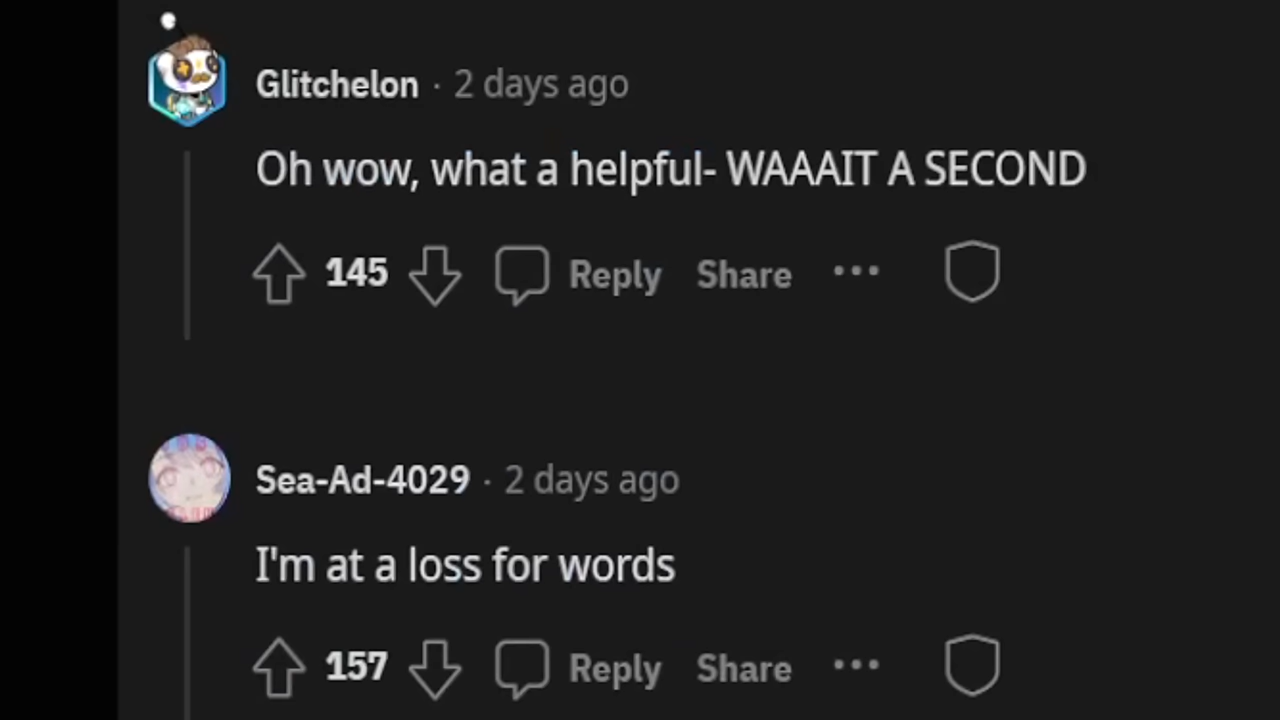 Glitchelon · 2 days ago
Oh wow, what a helpful- WAAAIT A SECOND
145 Reply Share ···
Sea-Ad-4029 · 2 days ago
I'm at a loss for words
157 Reply Share ···